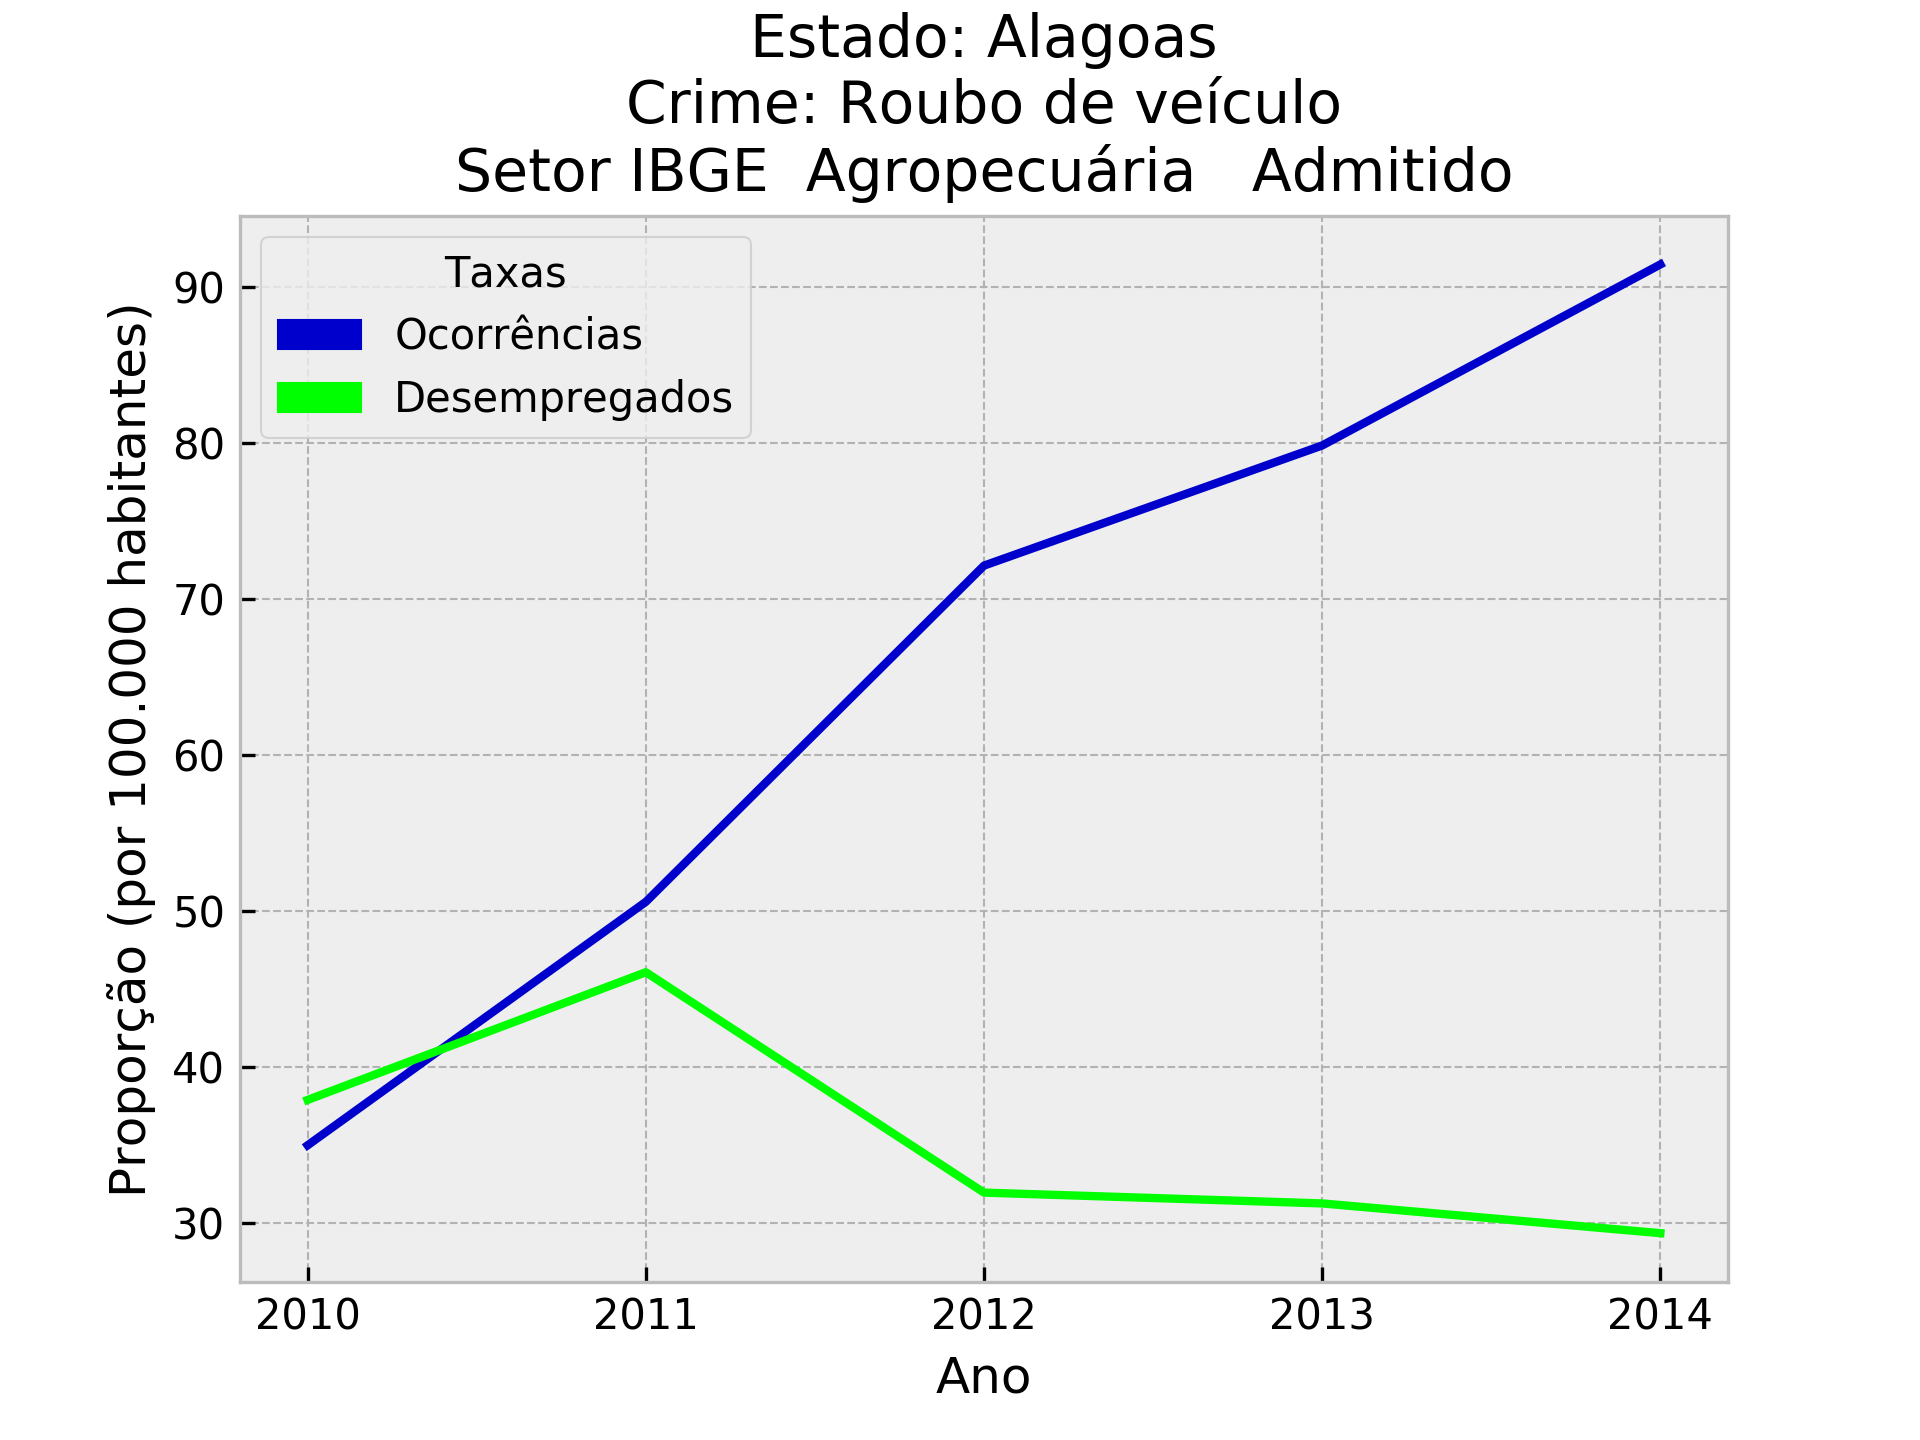 Estado: Alagoas
Crime: Roubo de veículo
Setor IBGE  Agropecuária   Admitido
Taxas
Ocorrências
Desempregados
Proporção (por 100.000 habitantes)
90
80
70
60
50
40
30
2010 2011 2012 2013 2014
Ano